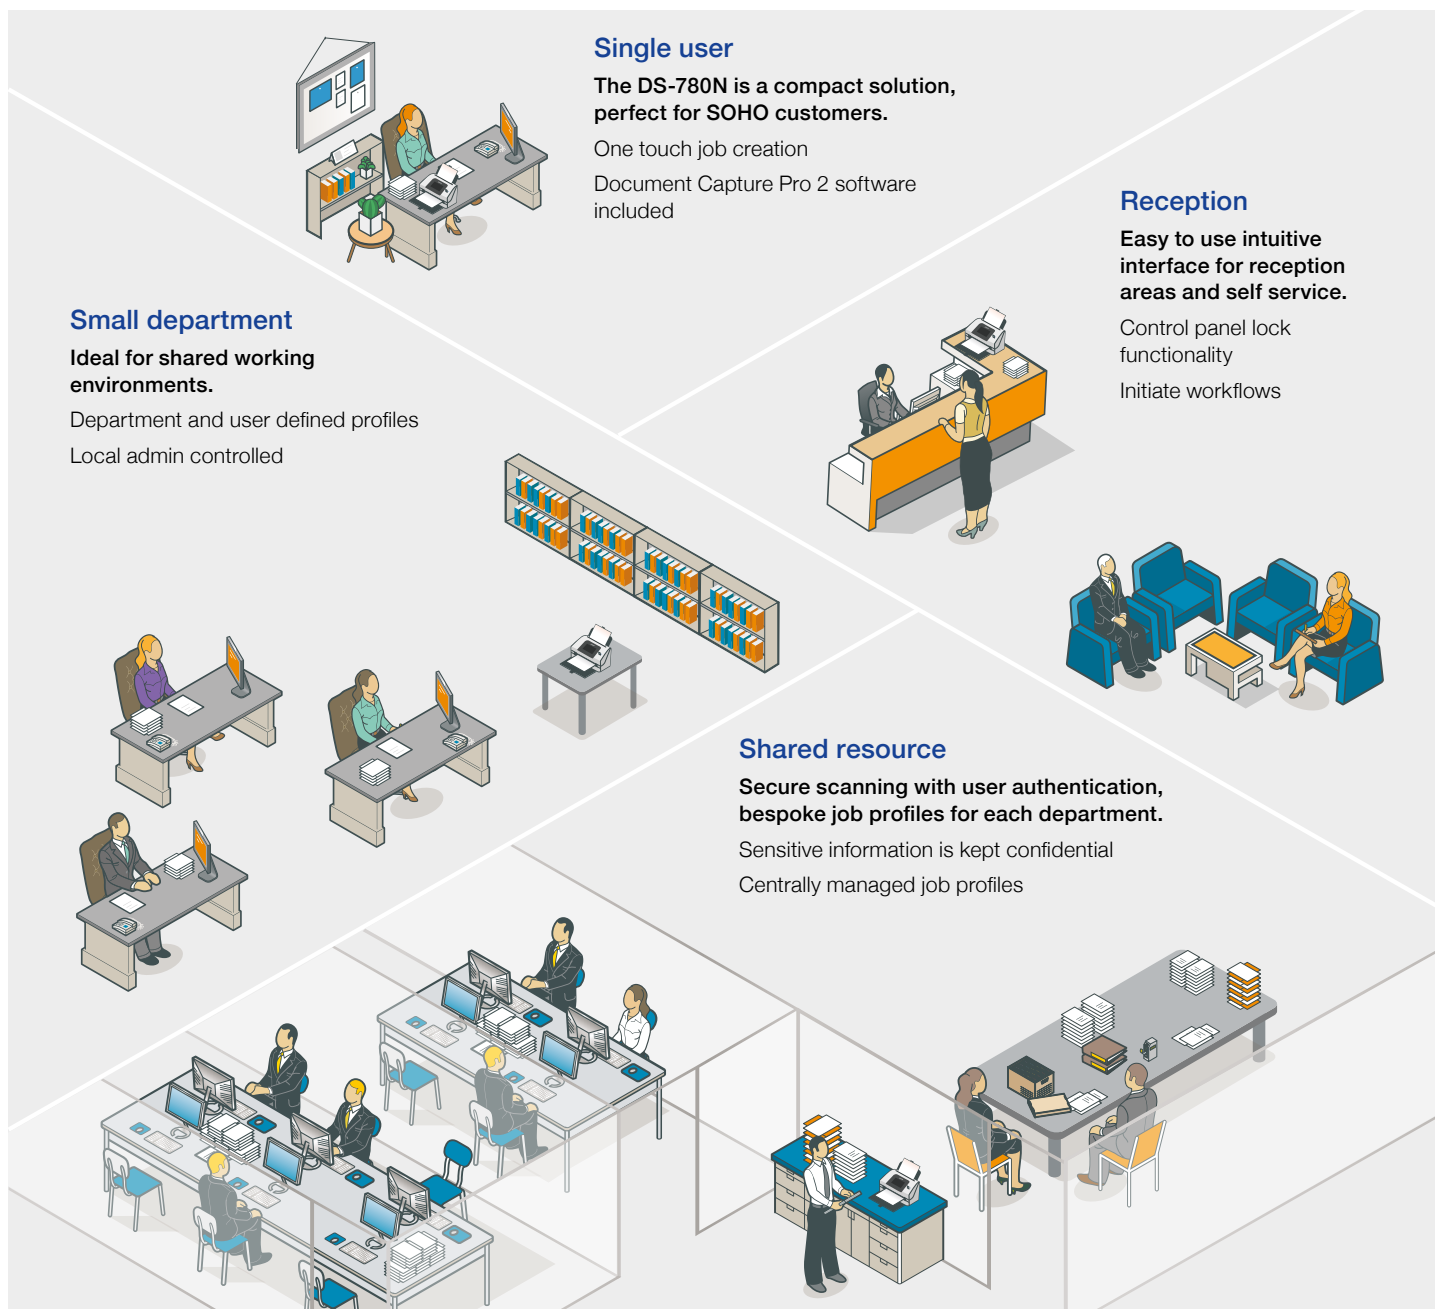 Single user
The DS-780N is a compact solution,
perfect for SOHO customers.
One touch job creation
Document Capture Pro 2 software
included
Reception
Easy to use intuitive
interface for reception
areas and self service.
Control panel lock
functionality
Initiate workflows
Small department
Ideal for shared working
environments.
Department and user defined profiles
Local admin controlled
Shared resource
Secure scanning with user authentication,
bespoke job profiles for each department.
Sensitive information is kept confidential
Centrally managed job profiles